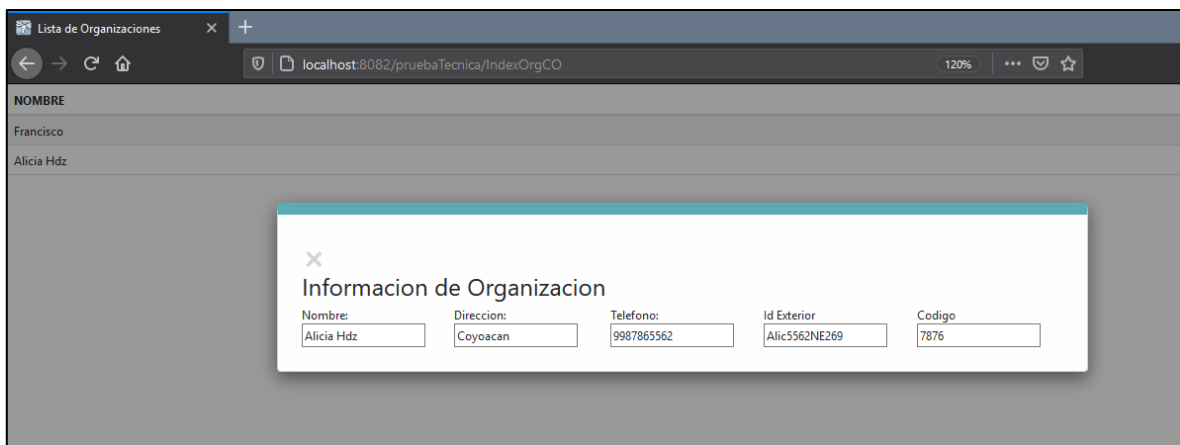 Lista de Organizaciones
localhost:8082/pruebaTecnica/IndexOrgCO 120%
NOMBRE
Francisco
Alicia Hdz
Informacion de Organizacion
Nombre: Direccion: Telefono: Id Exterior Codigo
Alicia Hdz Coyoacan 9987865562 Alic5562NE269 7876